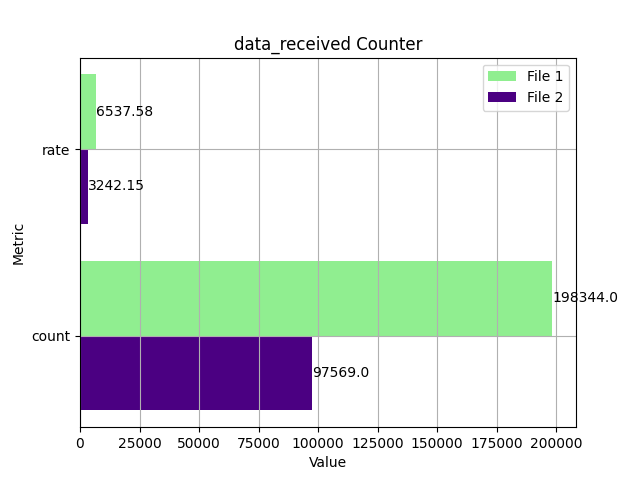 data_received Counter
File 1
File 2
6537.58
rate
3242.15
Metric
198344.0
count
97569.0
0 25000 50000 75000 100000 125000 150000 175000 200000
Value